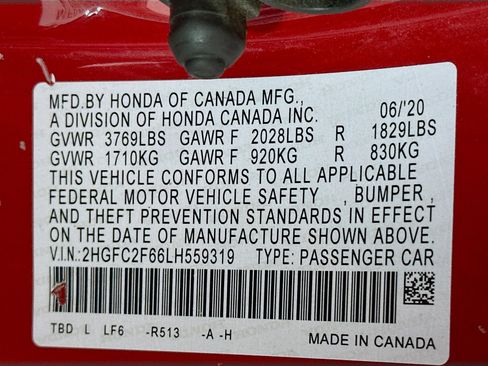 MFD.BY HONDA OF CANADA MFG.,
A DIVISION OF HONDA CANADA INC. 06/'20
GVWR 3769LBS GAWR F 2028LBS R 1829LBS
GVWR 1710KG GAWR F 920KG R 830KG
THIS VEHICLE CONFORMS TO ALL APPLICABLE
FEDERAL MOTOR VEHICLE SAFETY , BUMPER ,
AND THEFT PREVENTION STANDARDS IN EFFECT
ON THE DATE OF MANUFACTURE SHOWN ABOVE.
V.I.N.:2HGFC2F66LH559319 TYPE: PASSENGER CAR
TBD L LF6 -R513 -A -H MADE IN CANADA